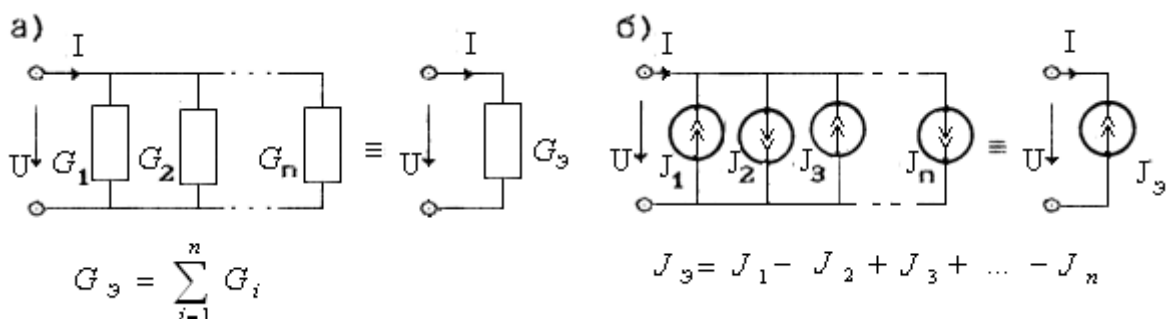 а) I I б) I I
U G1 G2 Gn ≡ U Gэ U J1 J2 J3 Jn ≡ U Jэ
Gэ = ∑ i=1 n Gi
Jэ = J1 − J2 + J3 + ... − Jn